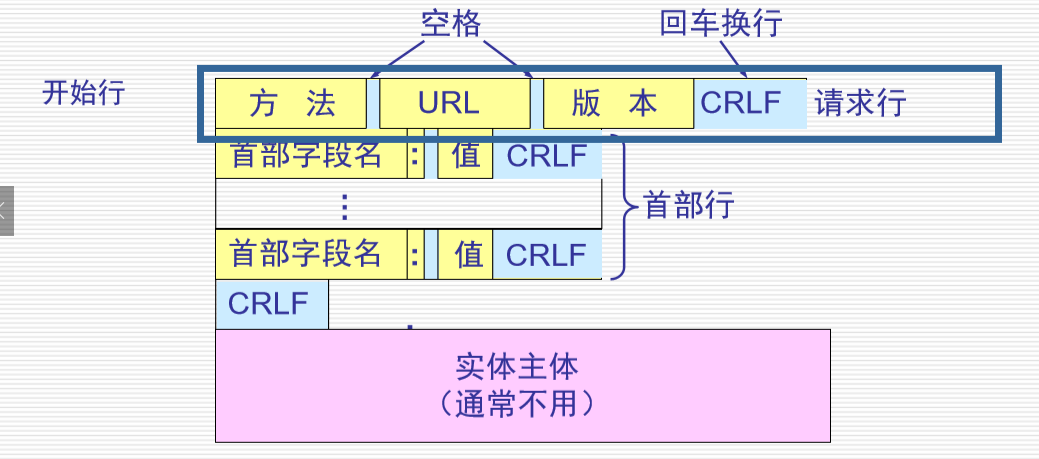 空格 回车换行
开始行 方 法 URL 版 本 CRLF 请求行
首部字段名 : 值 CRLF
⋮ 首部行
首部字段名 : 值 CRLF
CRLF
实体主体
（通常不用）